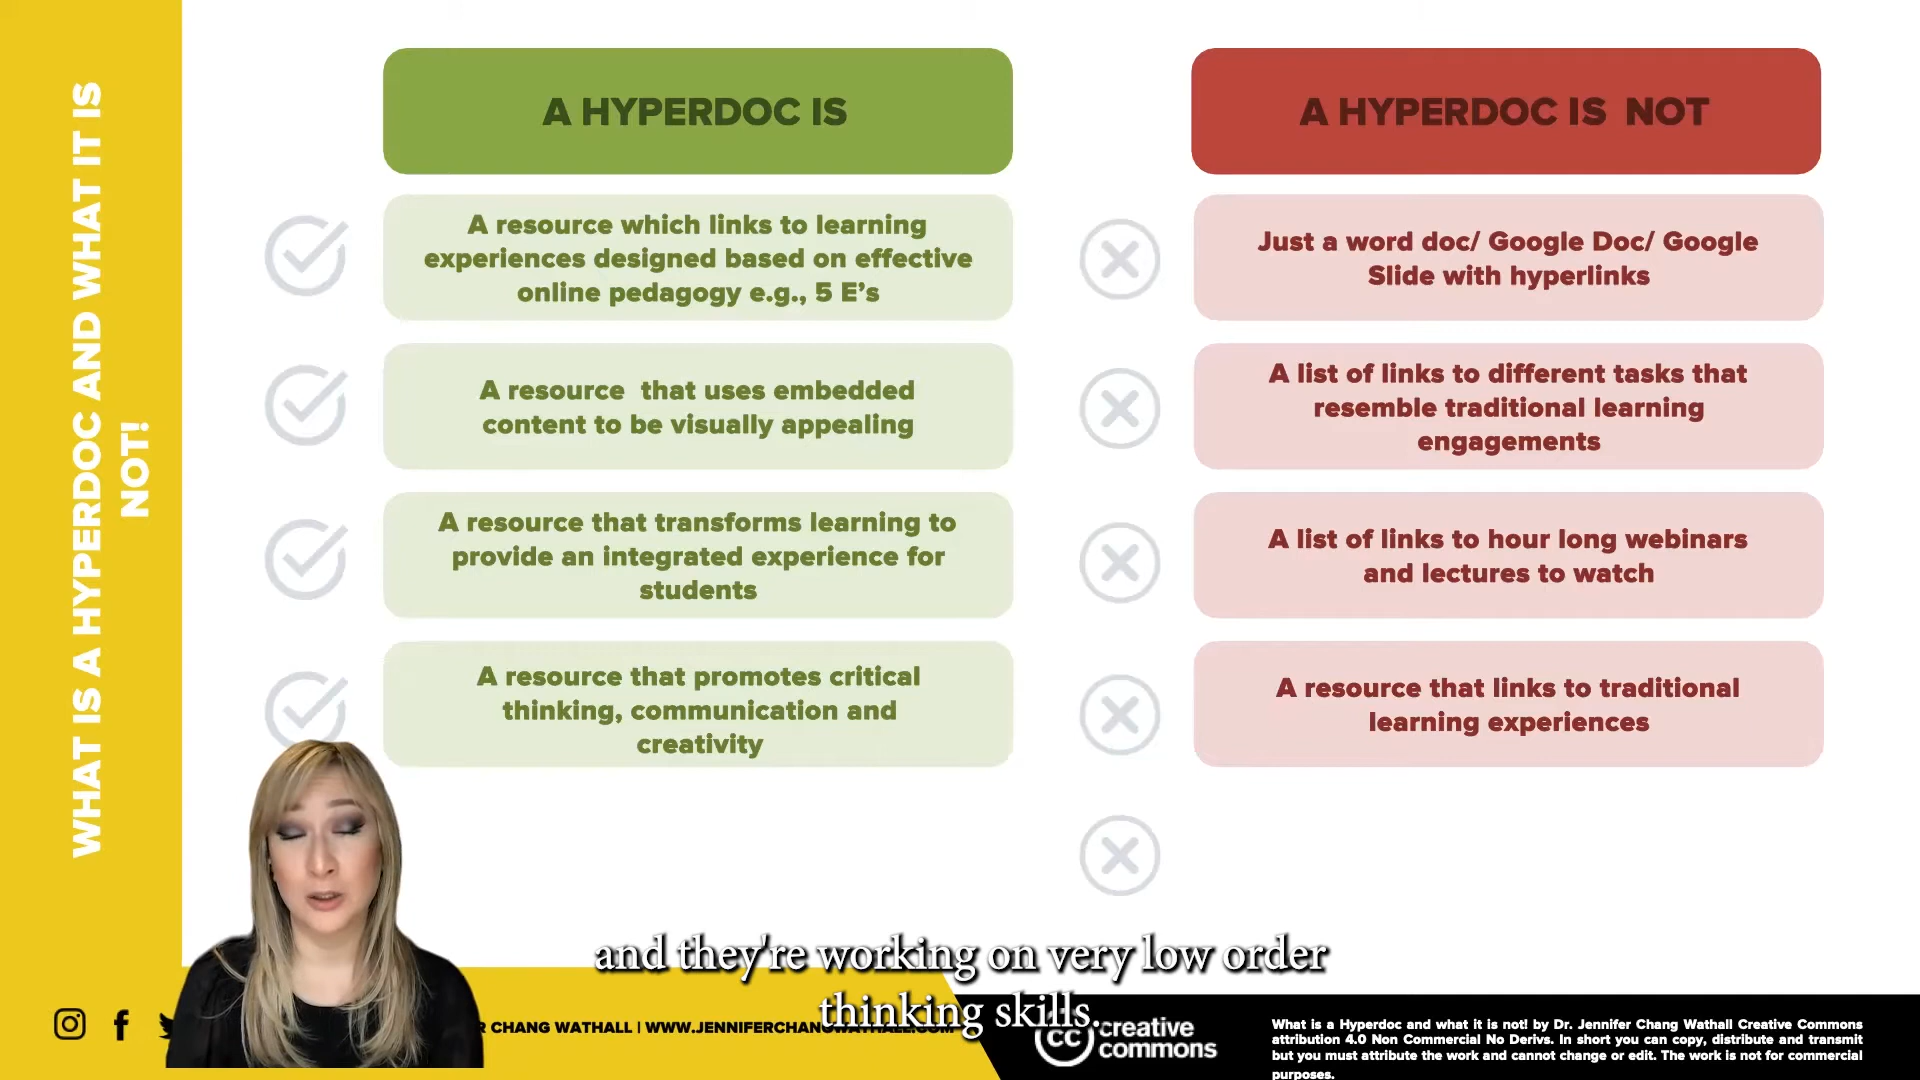 WHAT IS A HYPERDOC AND WHAT IT IS
NOT!
A HYPERDOC IS
A resource which links to learning
experiences designed based on effective
online pedagogy e.g., 5 E’s
A resource that uses embedded
content to be visually appealing
A resource that transforms learning to
provide an integrated experience for
students
A resource that promotes critical
thinking, communication and
creativity
A HYPERDOC IS NOT
Just a word doc/ Google Doc/ Google
Slide with hyperlinks
A list of links to different tasks that
resemble traditional learning
engagements
A list of links to hour long webinars
and lectures to watch
A resource that links to traditional
learning experiences
and they're working on very low order
thinking skills.
R CHANG WATHALL | WWW.JENNIFERCHANGWATHALL.COM
cc creative
commons
What is a Hyperdoc and what it is not! by Dr. Jennifer Chang Wathall Creative Commons
attribution 4.0 Non Commercial No Derivs. In short you can copy, distribute and transmit
but you must attribute the work and cannot change or edit. The work is not for commercial
purposes.